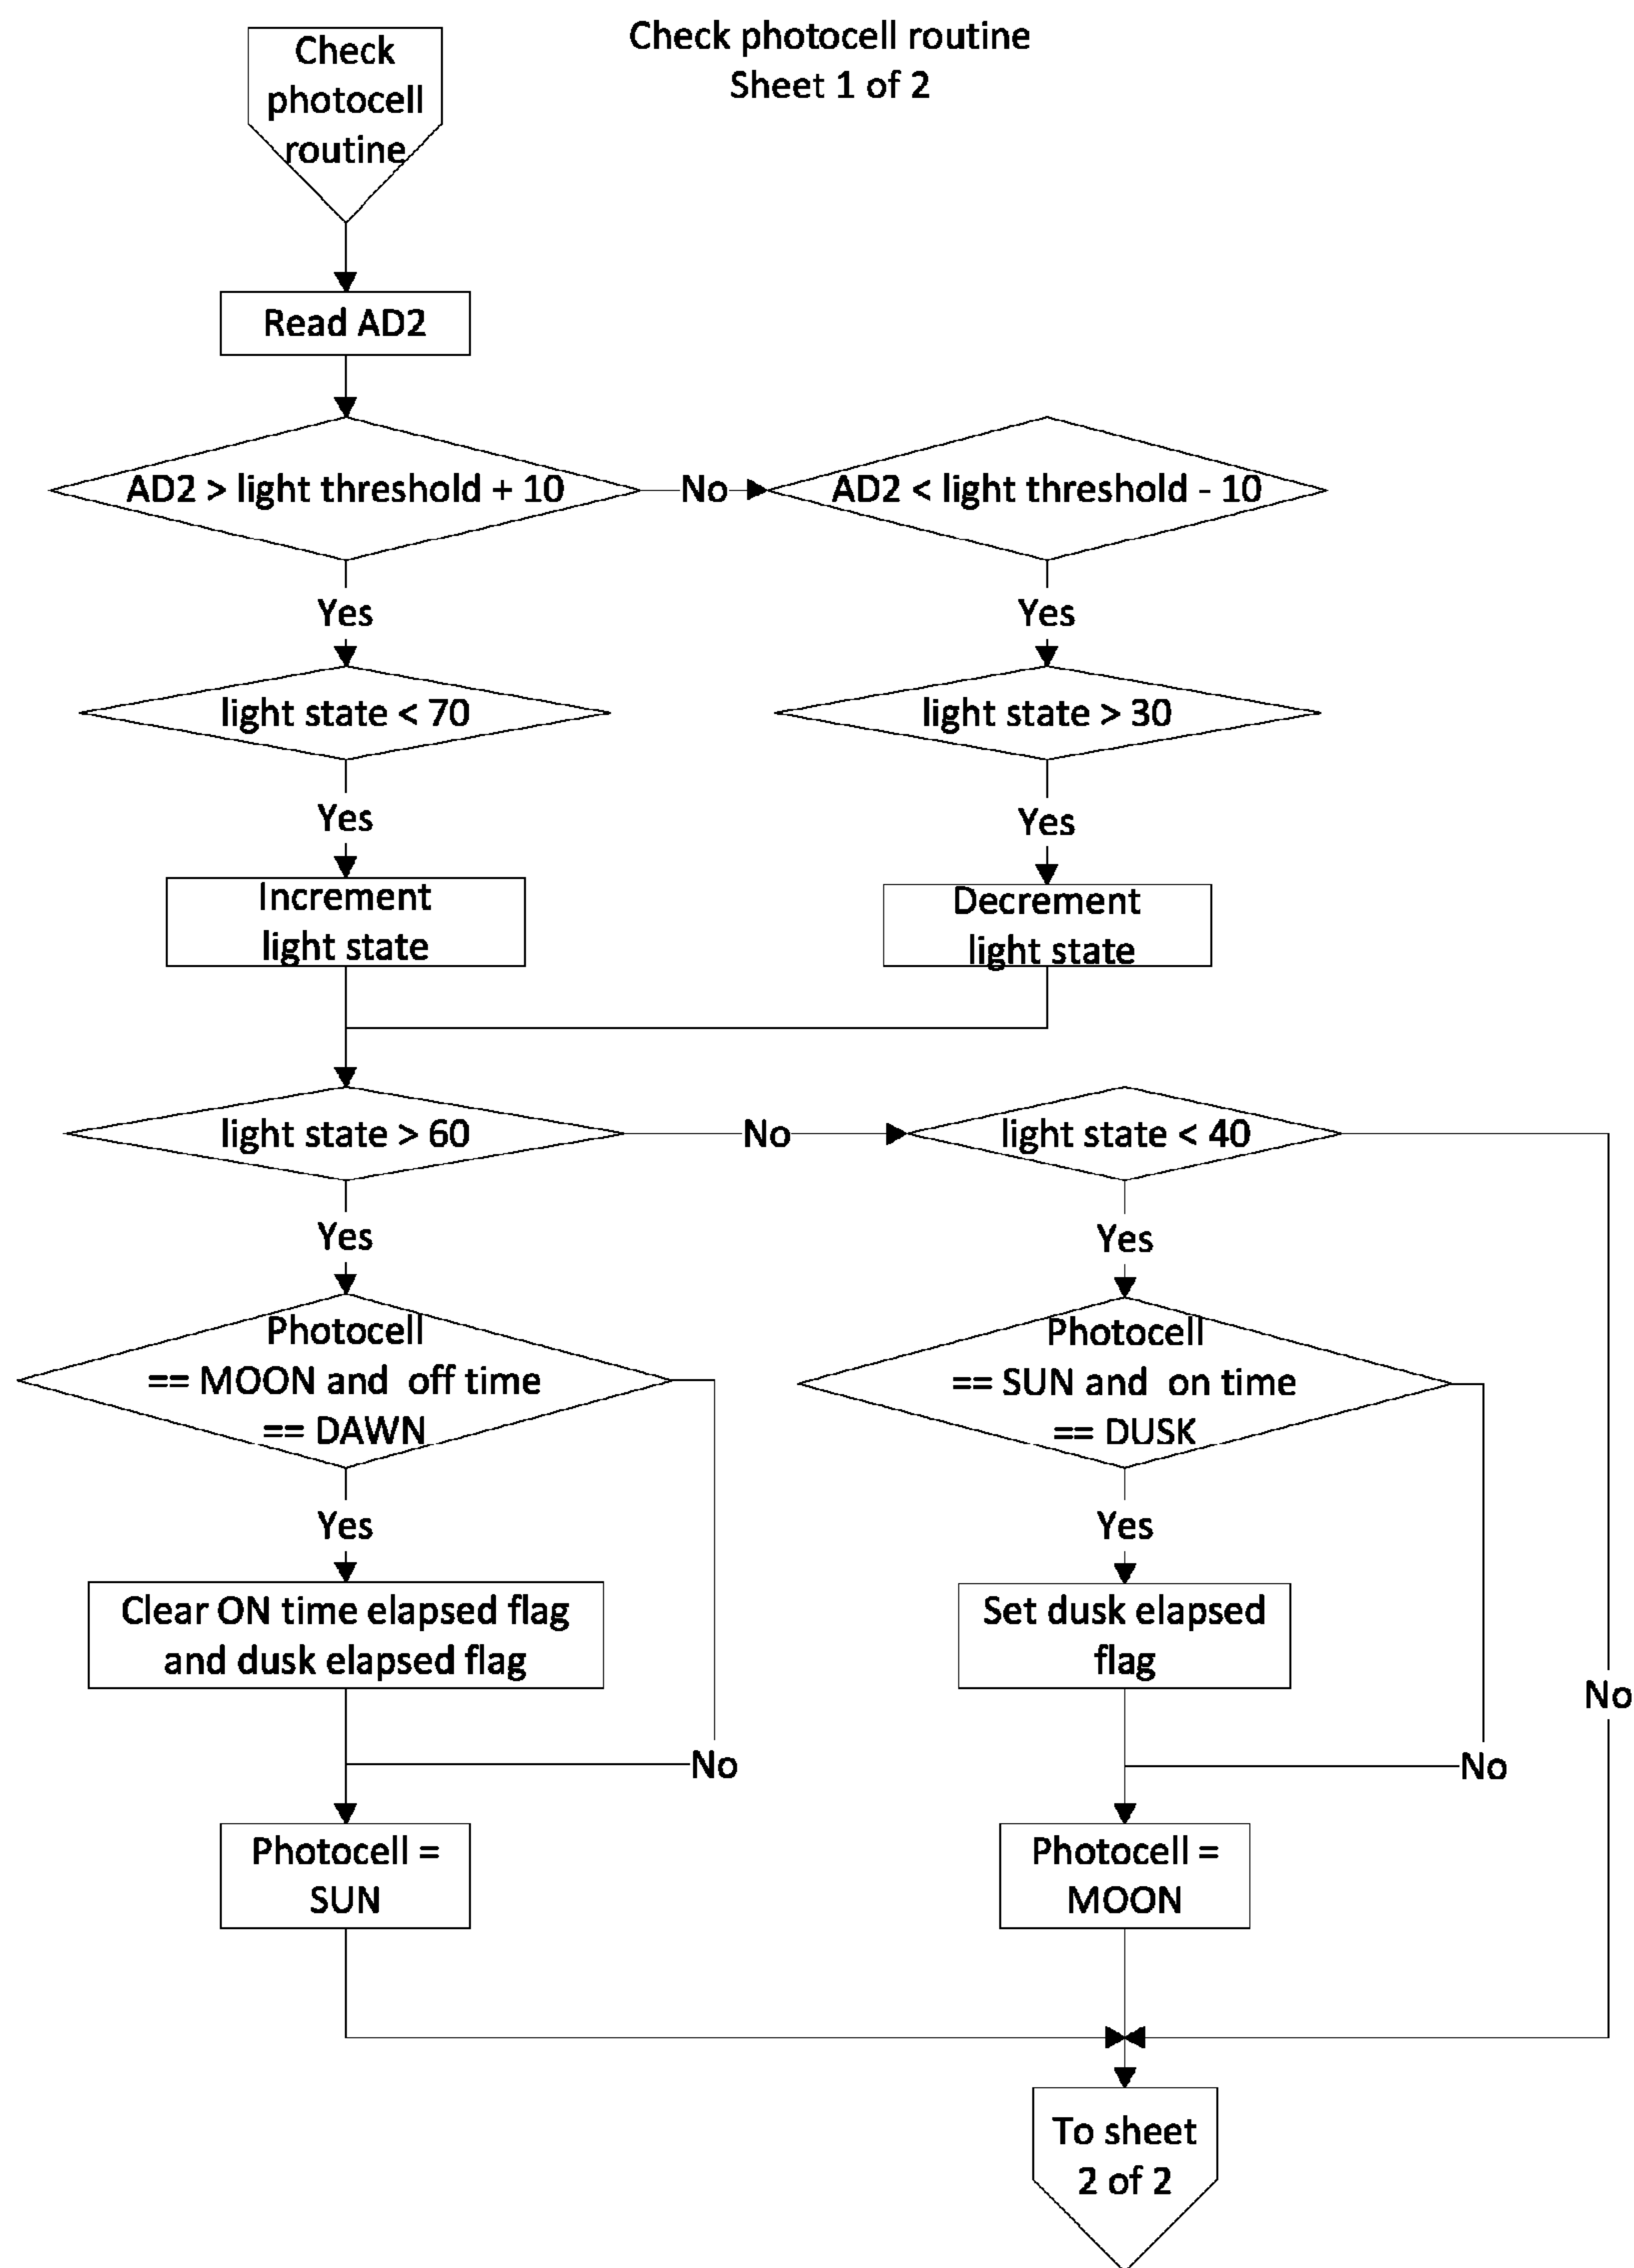 Check photocell routine
Sheet 1 of 2
Check
photocell
routine
Read AD2
AD2 > light threshold + 10
No
AD2 < light threshold - 10
Yes
Yes
light state < 70
light state > 30
Yes
Yes
Increment
light state
Decrement
light state
light state > 60
No
light state < 40
Yes
Yes
Photocell
== MOON and  off time
== DAWN
Photocell
== SUN and  on time
== DUSK
Yes
Yes
Clear ON time elapsed flag
and dusk elapsed flag
Set dusk elapsed
flag
No
No
No
Photocell =
SUN
Photocell =
MOON
To sheet
2 of 2